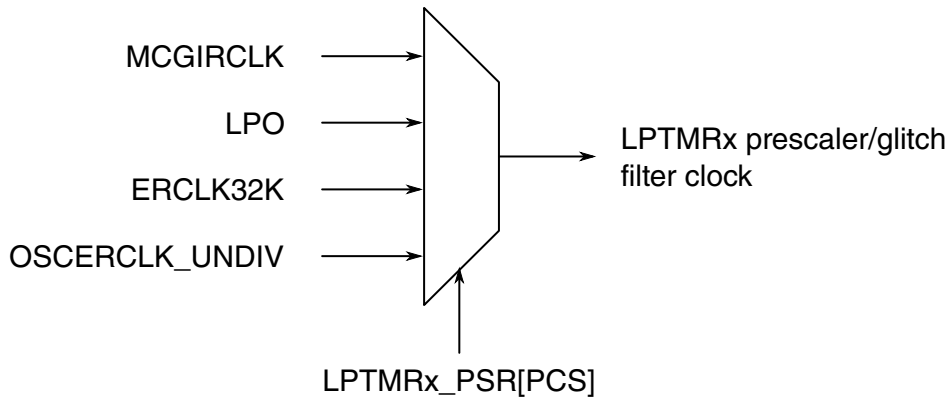 MCGIRCLK
LPO
ERCLK32K
OSCERCLK_UNDIV
LPTMRx prescaler/glitch
filter clock
LPTMRx_PSR[PCS]